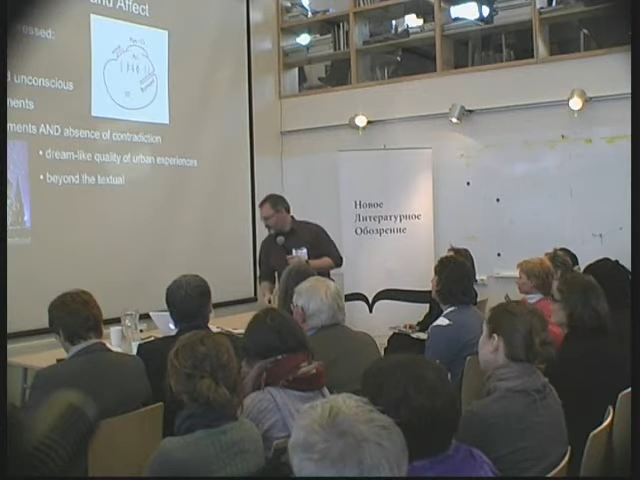 and Affect
essed:
unconscious
ments
ments AND absence of contradiction
• dream-like quality of urban experiences
• beyond the textual
Новое
Литературное
Обозрение